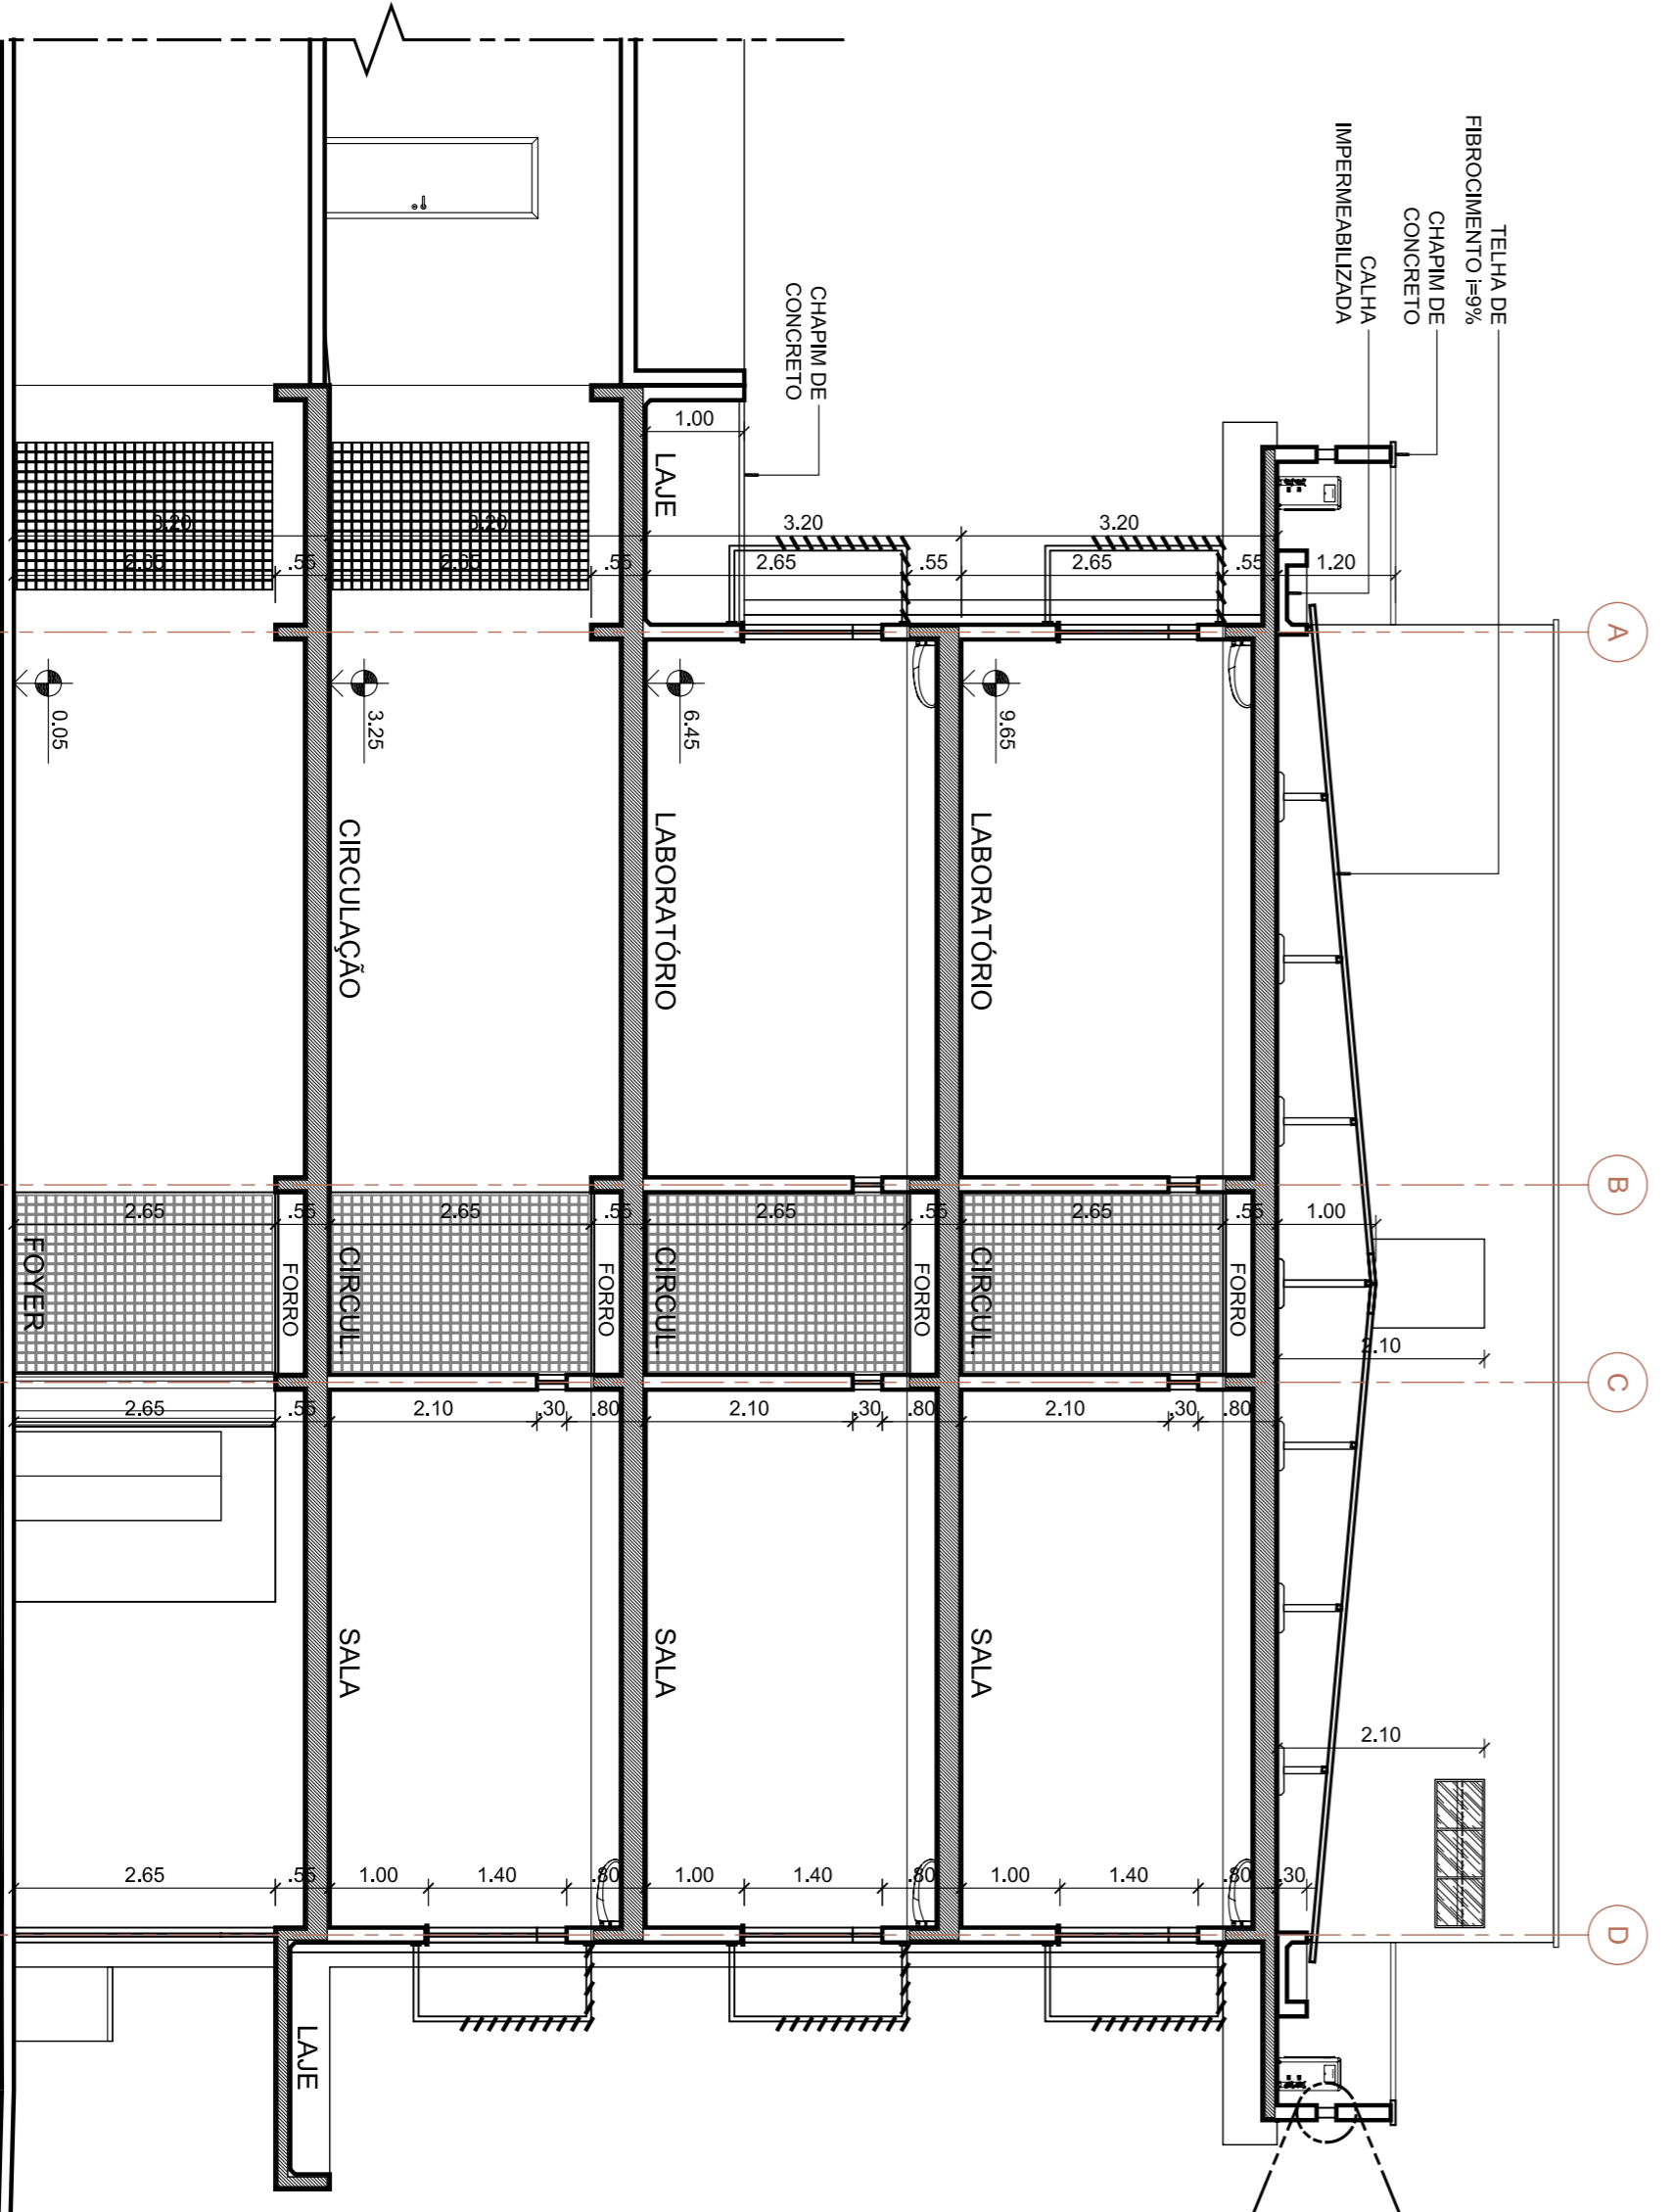 TELHA DE
FIBROCIMENTO i=9%
CHAPIM DE
CONCRETO
CALHA
IMPERMEABILIZADA
CHAPIM DE
CONCRETO
A
B
C
D
1.20
1.00
2.10
2.10
.30
1.00
LAJE
3.20
3.20
3.20
3.20
2.65
.55
2.65
.55
2.65
.55
2.65
.55
9.65
6.45
3.25
0.05
LABORATÓRIO
LABORATÓRIO
CIRCULAÇÃO
2.65
.55
2.65
.55
2.65
.55
2.65
.55
FORRO
CIRCUL.
FORRO
CIRCUL.
FORRO
CIRCUL.
FORRO
FOYER
.80
.30
2.10
.80
.30
2.10
.80
.30
2.10
.55
2.65
SALA
SALA
SALA
.80
1.40
1.00
.80
1.40
1.00
.80
1.40
1.00
.55
2.65
LAJE